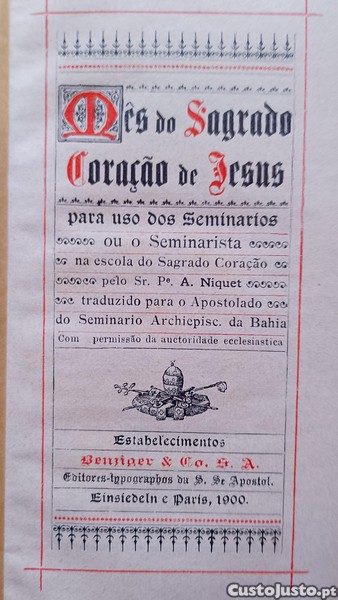 Mês do Sagrado
Coração de Jesus
para uso dos Seminarios
ou o Seminarista
na escola do Sagrado Coração
pelo Sr. Pe. A. Niquet
traduzido para o Apostolado
do Seminario Archiepisc. da Bahia
Com permissão da auctoridade ecclesiastica
Estabelecimentos
Benziger & Co. S. A.
Editores-typographos da S. Se Apostol.
Einsiedeln e Paris, 1900.
CustoJusto.pt